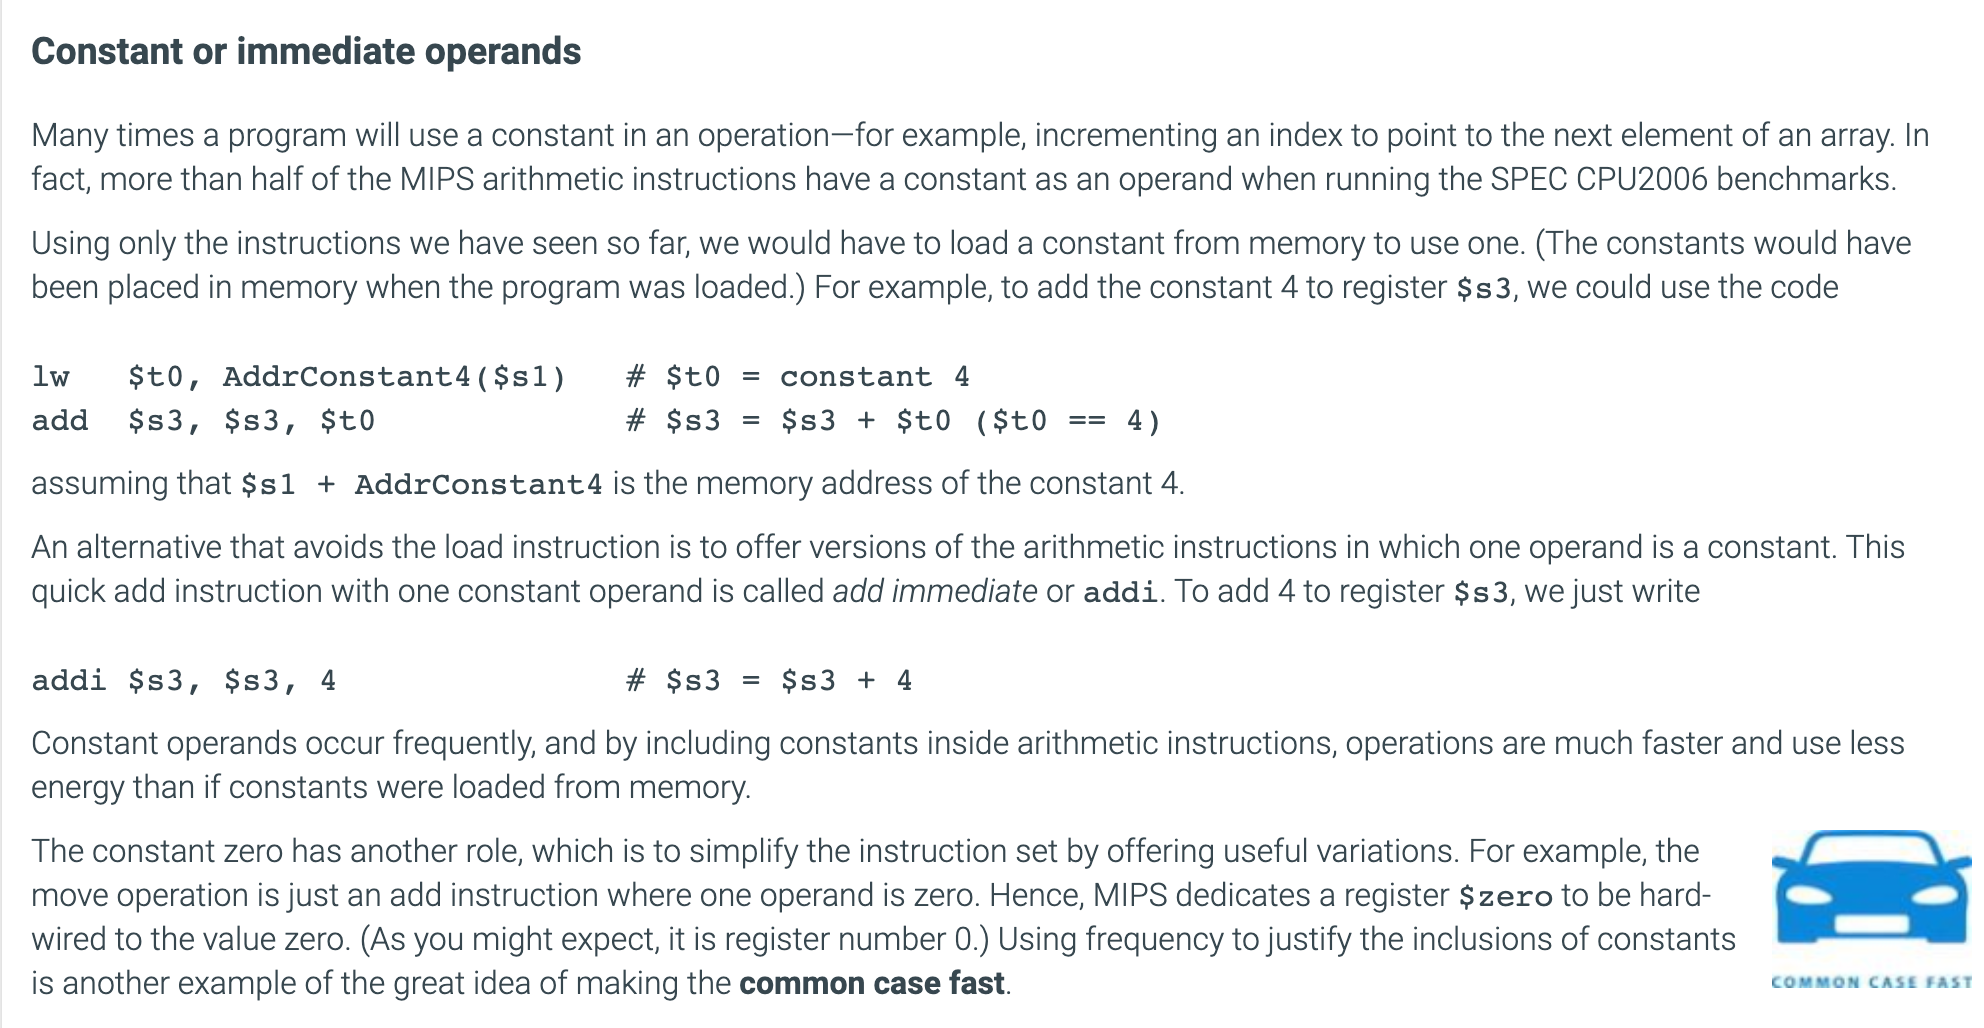 Constant or immediate operands
Many times a program will use a constant in an operation—for example, incrementing an index to point to the next element of an array. In
fact, more than half of the MIPS arithmetic instructions have a constant as an operand when running the SPEC CPU2006 benchmarks.
Using only the instructions we have seen so far, we would have to load a constant from memory to use one. (The constants would have
been placed in memory when the program was loaded.) For example, to add the constant 4 to register $s3, we could use the code
lw   $t0, AddrConstant4($s1)   # $t0 = constant 4
add  $s3, $s3, $t0             # $s3 = $s3 + $t0 ($t0 == 4)
assuming that $s1 + AddrConstant4 is the memory address of the constant 4.
An alternative that avoids the load instruction is to offer versions of the arithmetic instructions in which one operand is a constant. This
quick add instruction with one constant operand is called add immediate or addi. To add 4 to register $s3, we just write
addi $s3, $s3, 4               # $s3 = $s3 + 4
Constant operands occur frequently, and by including constants inside arithmetic instructions, operations are much faster and use less
energy than if constants were loaded from memory.
The constant zero has another role, which is to simplify the instruction set by offering useful variations. For example, the
move operation is just an add instruction where one operand is zero. Hence, MIPS dedicates a register $zero to be hard-
wired to the value zero. (As you might expect, it is register number 0.) Using frequency to justify the inclusions of constants
is another example of the great idea of making the common case fast.
COMMON CASE FAST